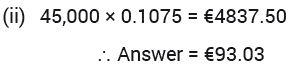 (ii) 45,000 × 0.1075 = €4837.50
∴ Answer = €93.03